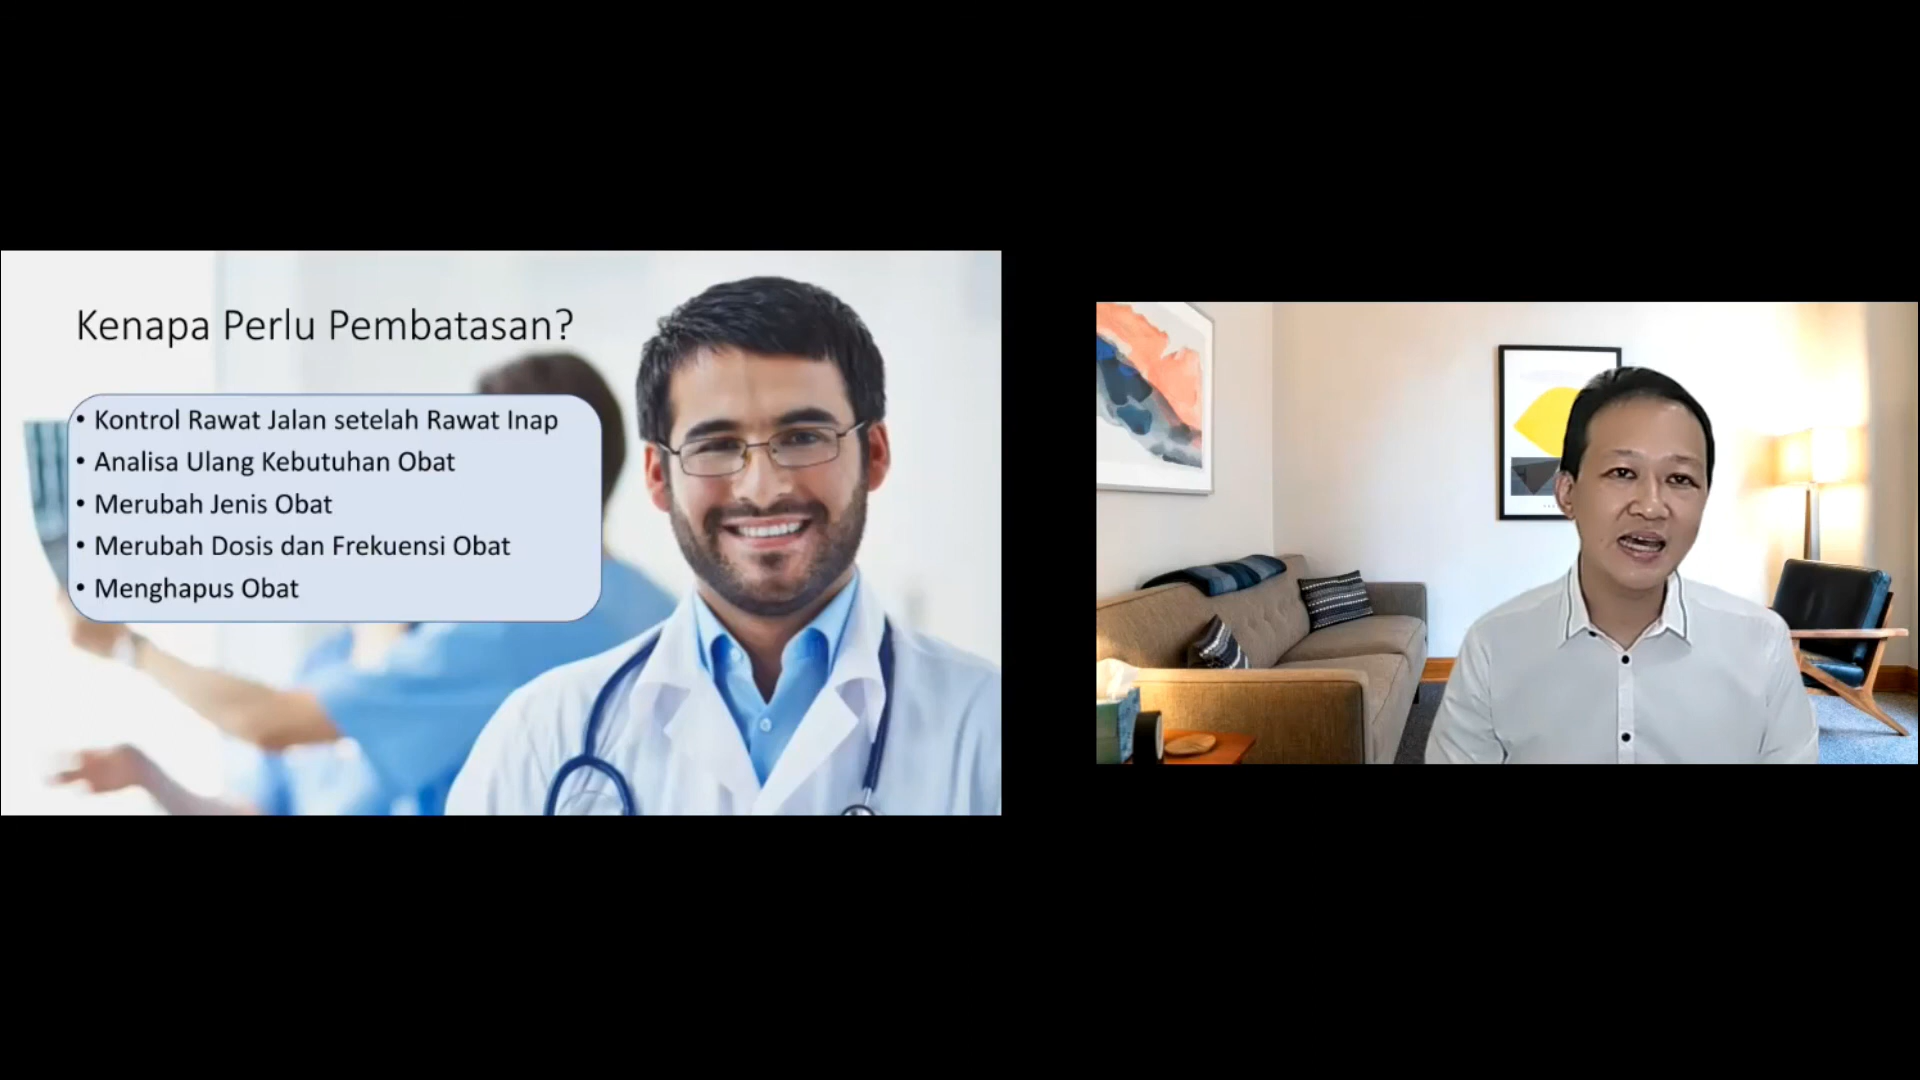 Kenapa Perlu Pembatasan?
• Kontrol Rawat Jalan setelah Rawat Inap
• Analisa Ulang Kebutuhan Obat
• Merubah Jenis Obat
• Merubah Dosis dan Frekuensi Obat
• Menghapus Obat